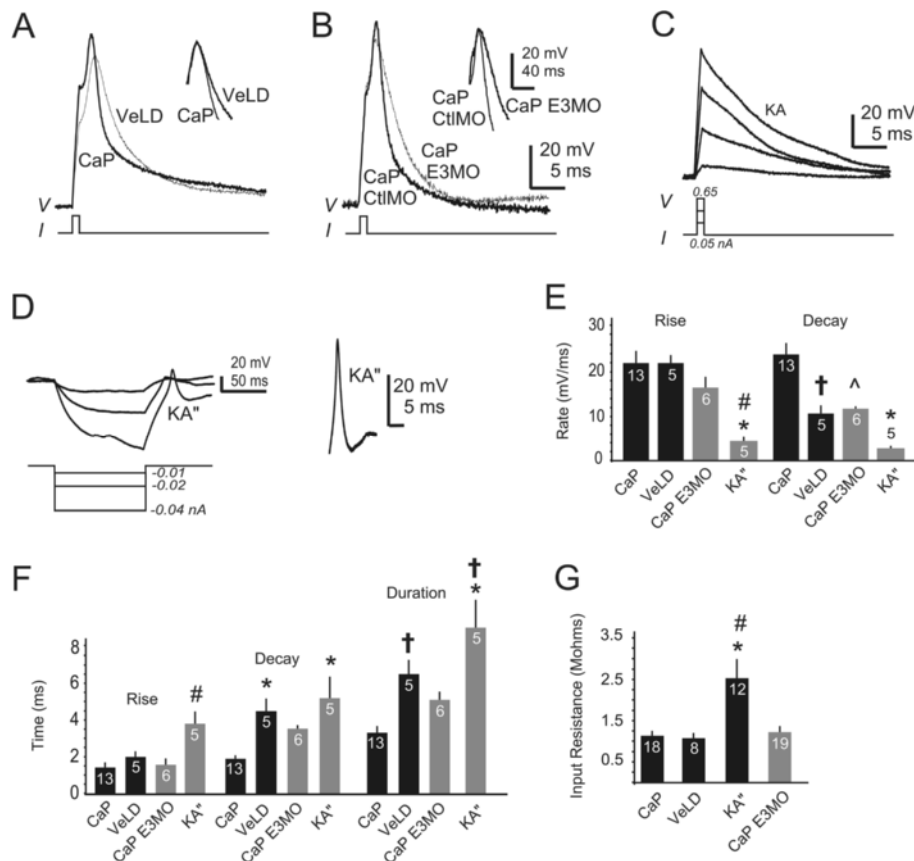 A
VeLD
CaP
VeLD
CaP
V
I
B
20 mV
40 ms
CaP
CtlMO
CaP E3MO
CaP
E3MO
20 mV
5 ms
CaP
CtlMO
V
I
C
KA
20 mV
5 ms
V
0.65
I
0.05 nA
D
20 mV
50 ms
KA"
-0.01
-0.02
-0.04 nA
KA"
20 mV
5 ms
E
Rise
Decay
Rate (mV/ms)
30
20
10
0
13
5
6
#
*
5
13
†
5
^
6
*
5
CaP
VeLD
CaP E3MO
KA"
CaP
VeLD
CaP E3MO
KA"
F
Duration
Decay
Rise
Time (ms)
8
6
4
2
0
13
5
6
#
5
13
*
5
6
*
5
13
†
5
6
†
*
5
CaP
VeLD
CaP E3MO
KA"
CaP
VeLD
CaP E3MO
KA"
CaP
VeLD
CaP E3MO
KA"
G
Input Resistance (Mohms)
3.5
2.5
1.5
0.5
18
8
#
*
12
19
CaP
VeLD
KA"
CaP E3MO